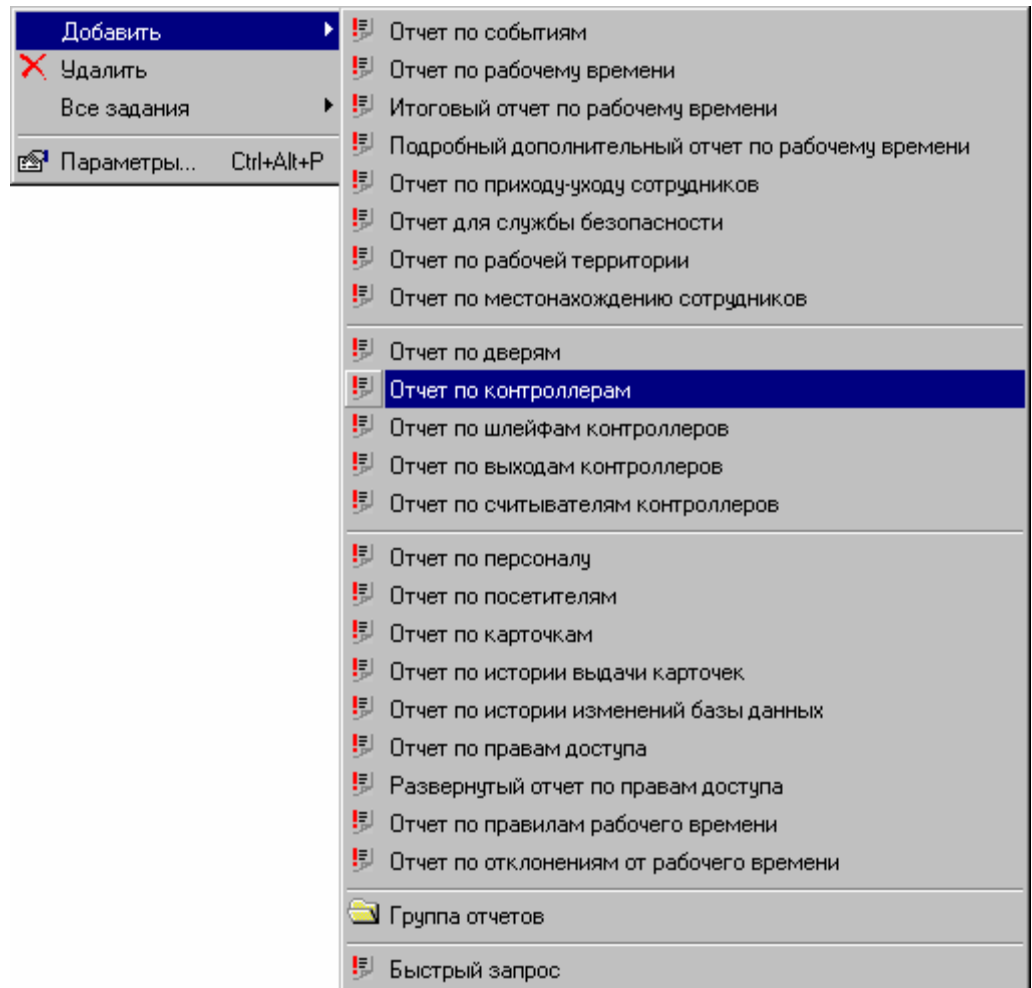 Добавить
Удалить
Все задания
Параметры... Ctrl+Alt+P
Отчет по событиям
Отчет по рабочему времени
Итоговый отчет по рабочему времени
Подробный дополнительный отчет по рабочему времени
Отчет по приходу-уходу сотрудников
Отчет для службы безопасности
Отчет по рабочей территории
Отчет по местонахождению сотрудников
Отчет по дверям
Отчет по контроллерам
Отчет по шлейфам контроллеров
Отчет по выходам контроллеров
Отчет по считывателям контроллеров
Отчет по персоналу
Отчет по посетителям
Отчет по карточкам
Отчет по истории выдачи карточек
Отчет по истории изменений базы данных
Отчет по правам доступа
Развернутый отчет по правам доступа
Отчет по правилам рабочего времени
Отчет по отклонениям от рабочего времени
Группа отчетов
Быстрый запрос